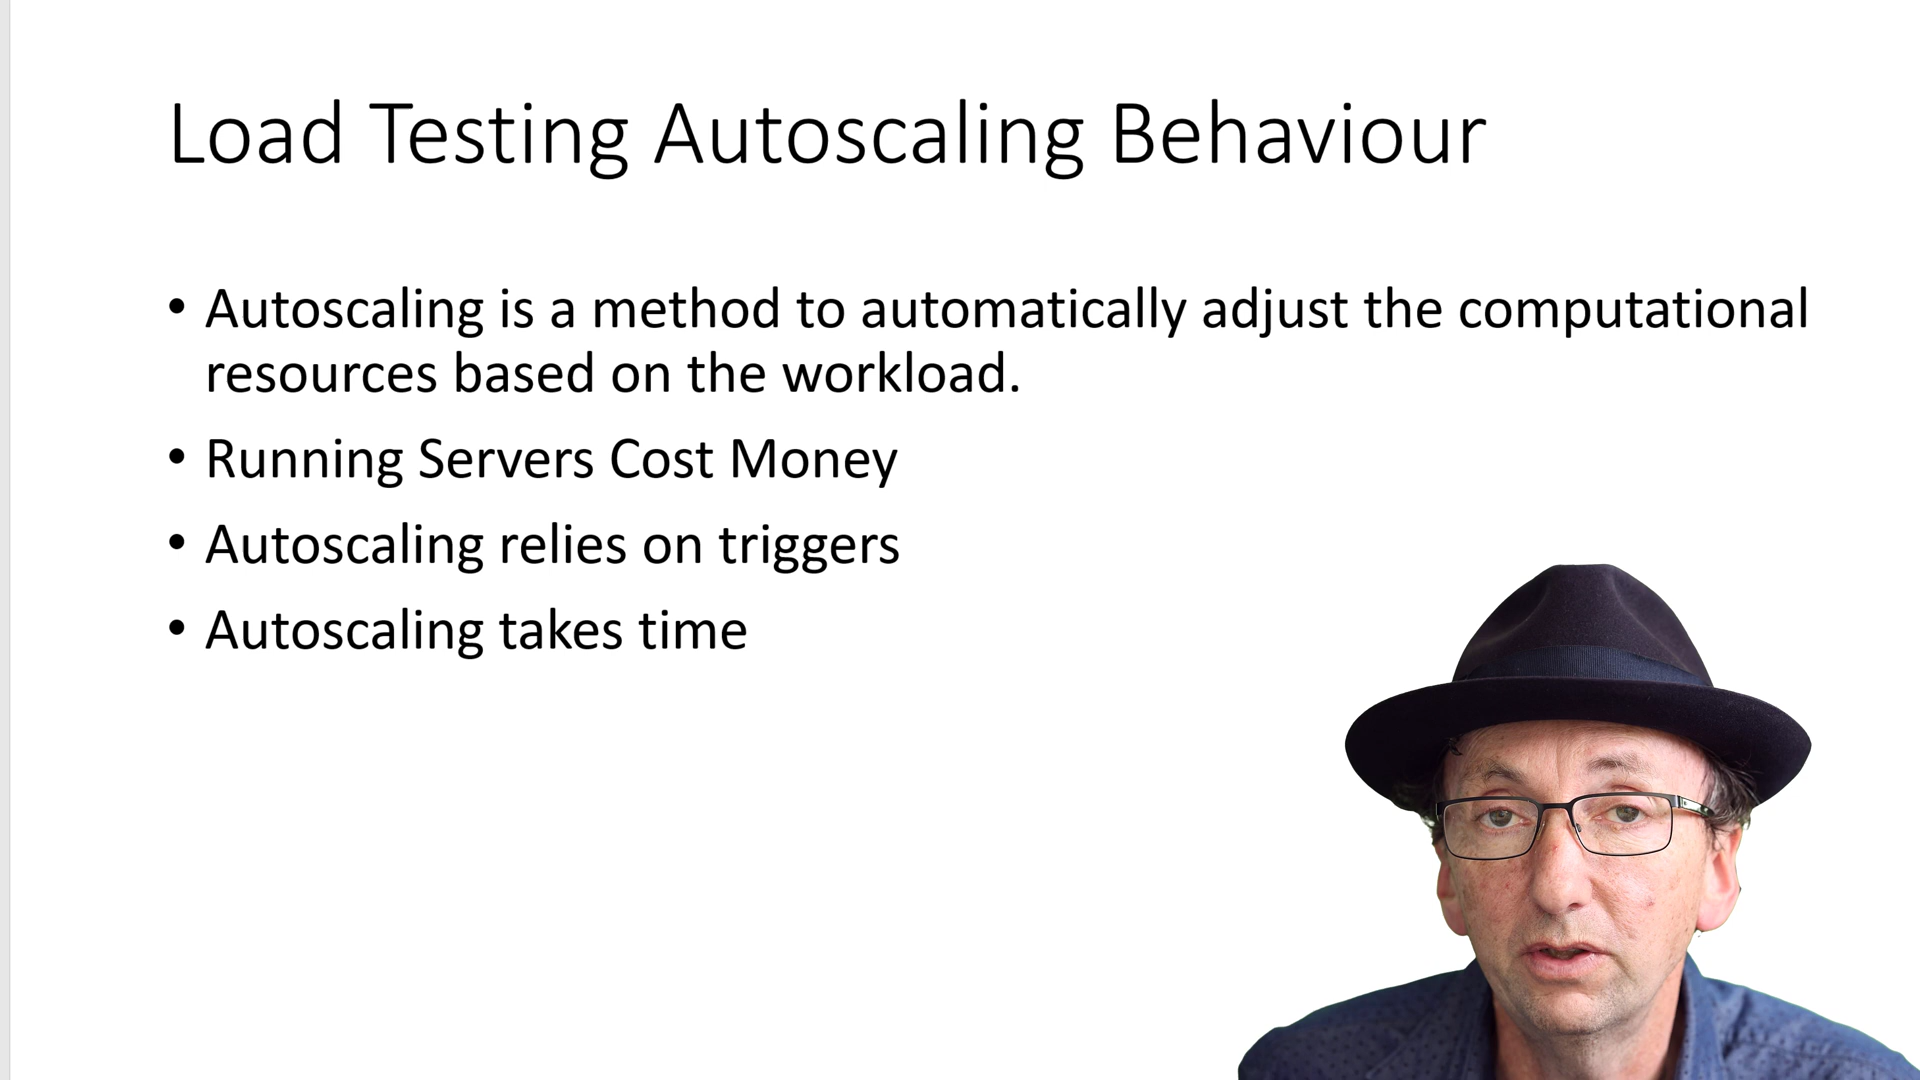 Load Testing Autoscaling Behaviour
• Autoscaling is a method to automatically adjust the computational
resources based on the workload.
• Running Servers Cost Money
• Autoscaling relies on triggers
• Autoscaling takes time